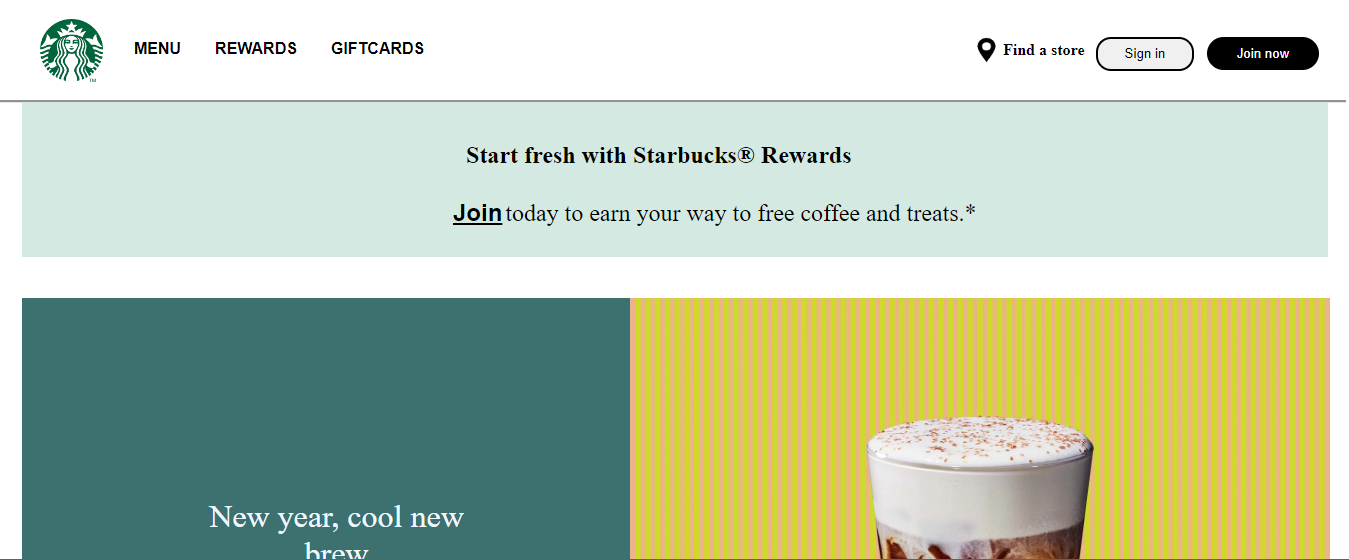 MENU REWARDS GIFTCARDS Find a store Sign in Join now
TM
Start fresh with Starbucks® Rewards
Join today to earn your way to free coffee and treats.*
New year, cool new
brew